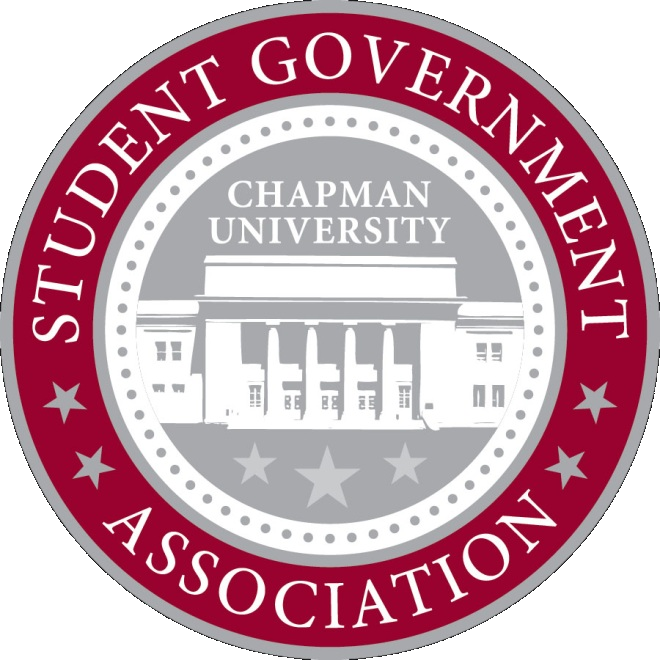 STUDENT GOVERNMENT
CHAPMAN
UNIVERSITY
ASSOCIATION